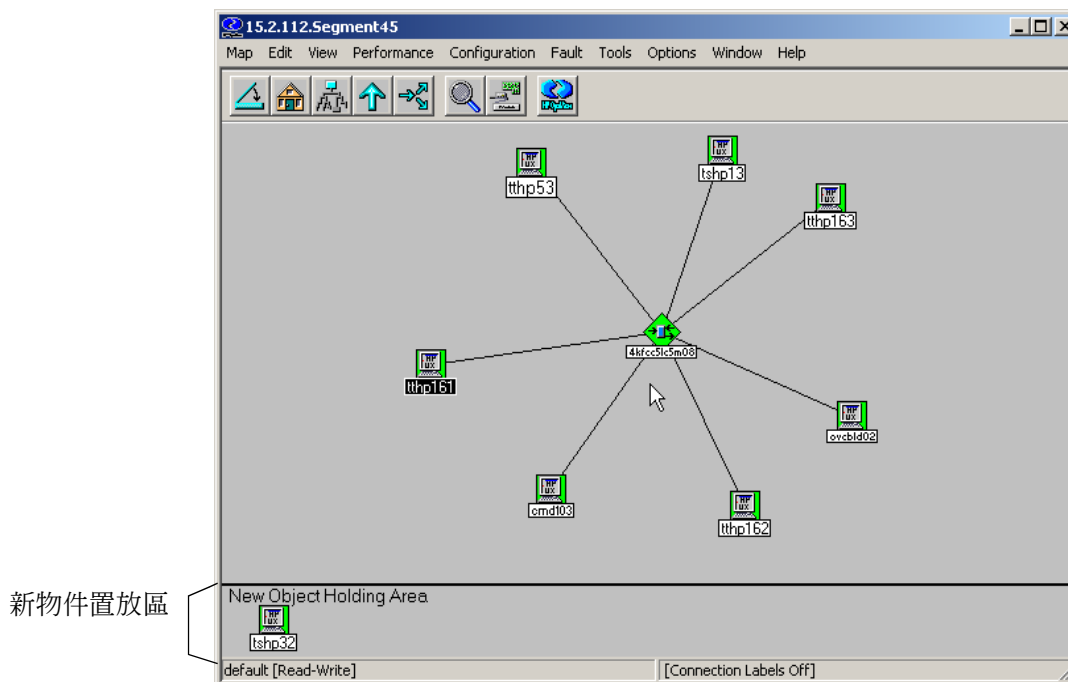 15.2.112.Segment45
Map Edit View Performance Configuration Fault Tools Options Window Help
tthp53
tshp13
tthp163
4kfcc5lc5m08
tthp161
ovcbld02
cmd103
tthp162
新物件置放區
New Object Holding Area
tshp32
default [Read-Write]
[Connection Labels Off]